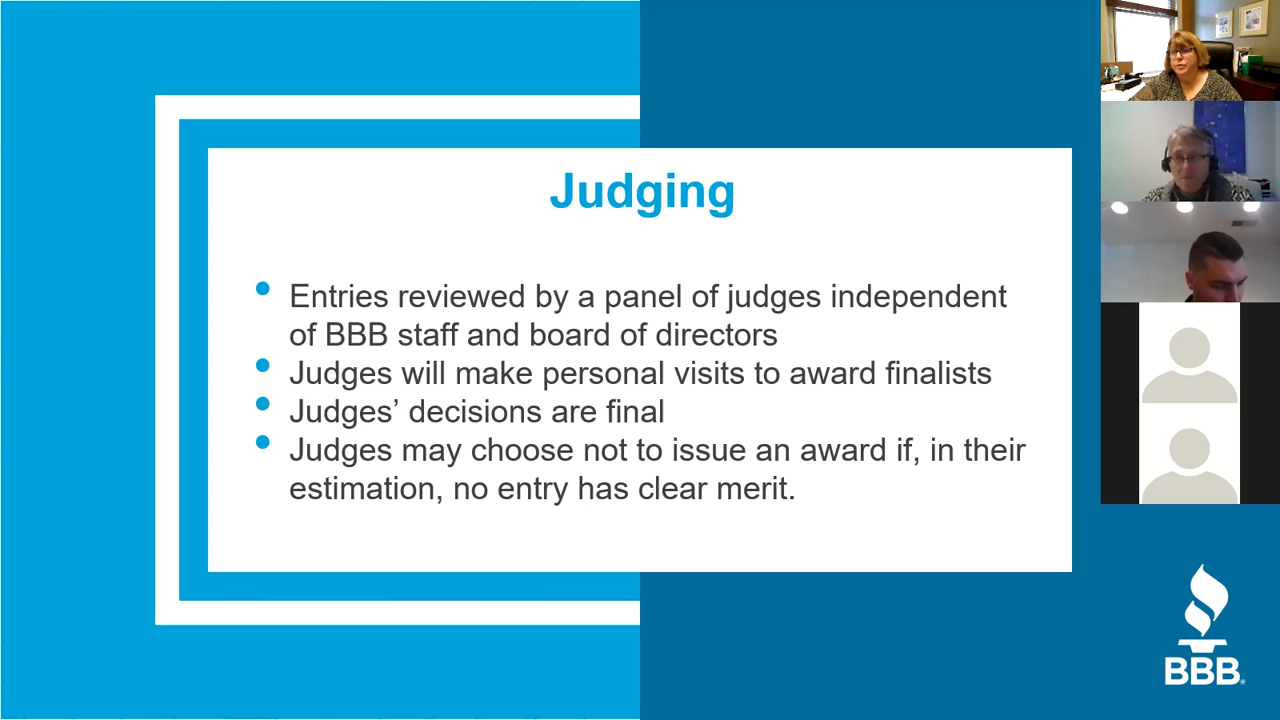 Judging
• Entries reviewed by a panel of judges independent
of BBB staff and board of directors
• Judges will make personal visits to award finalists
• Judges’ decisions are final
• Judges may choose not to issue an award if, in their
estimation, no entry has clear merit.
BBB